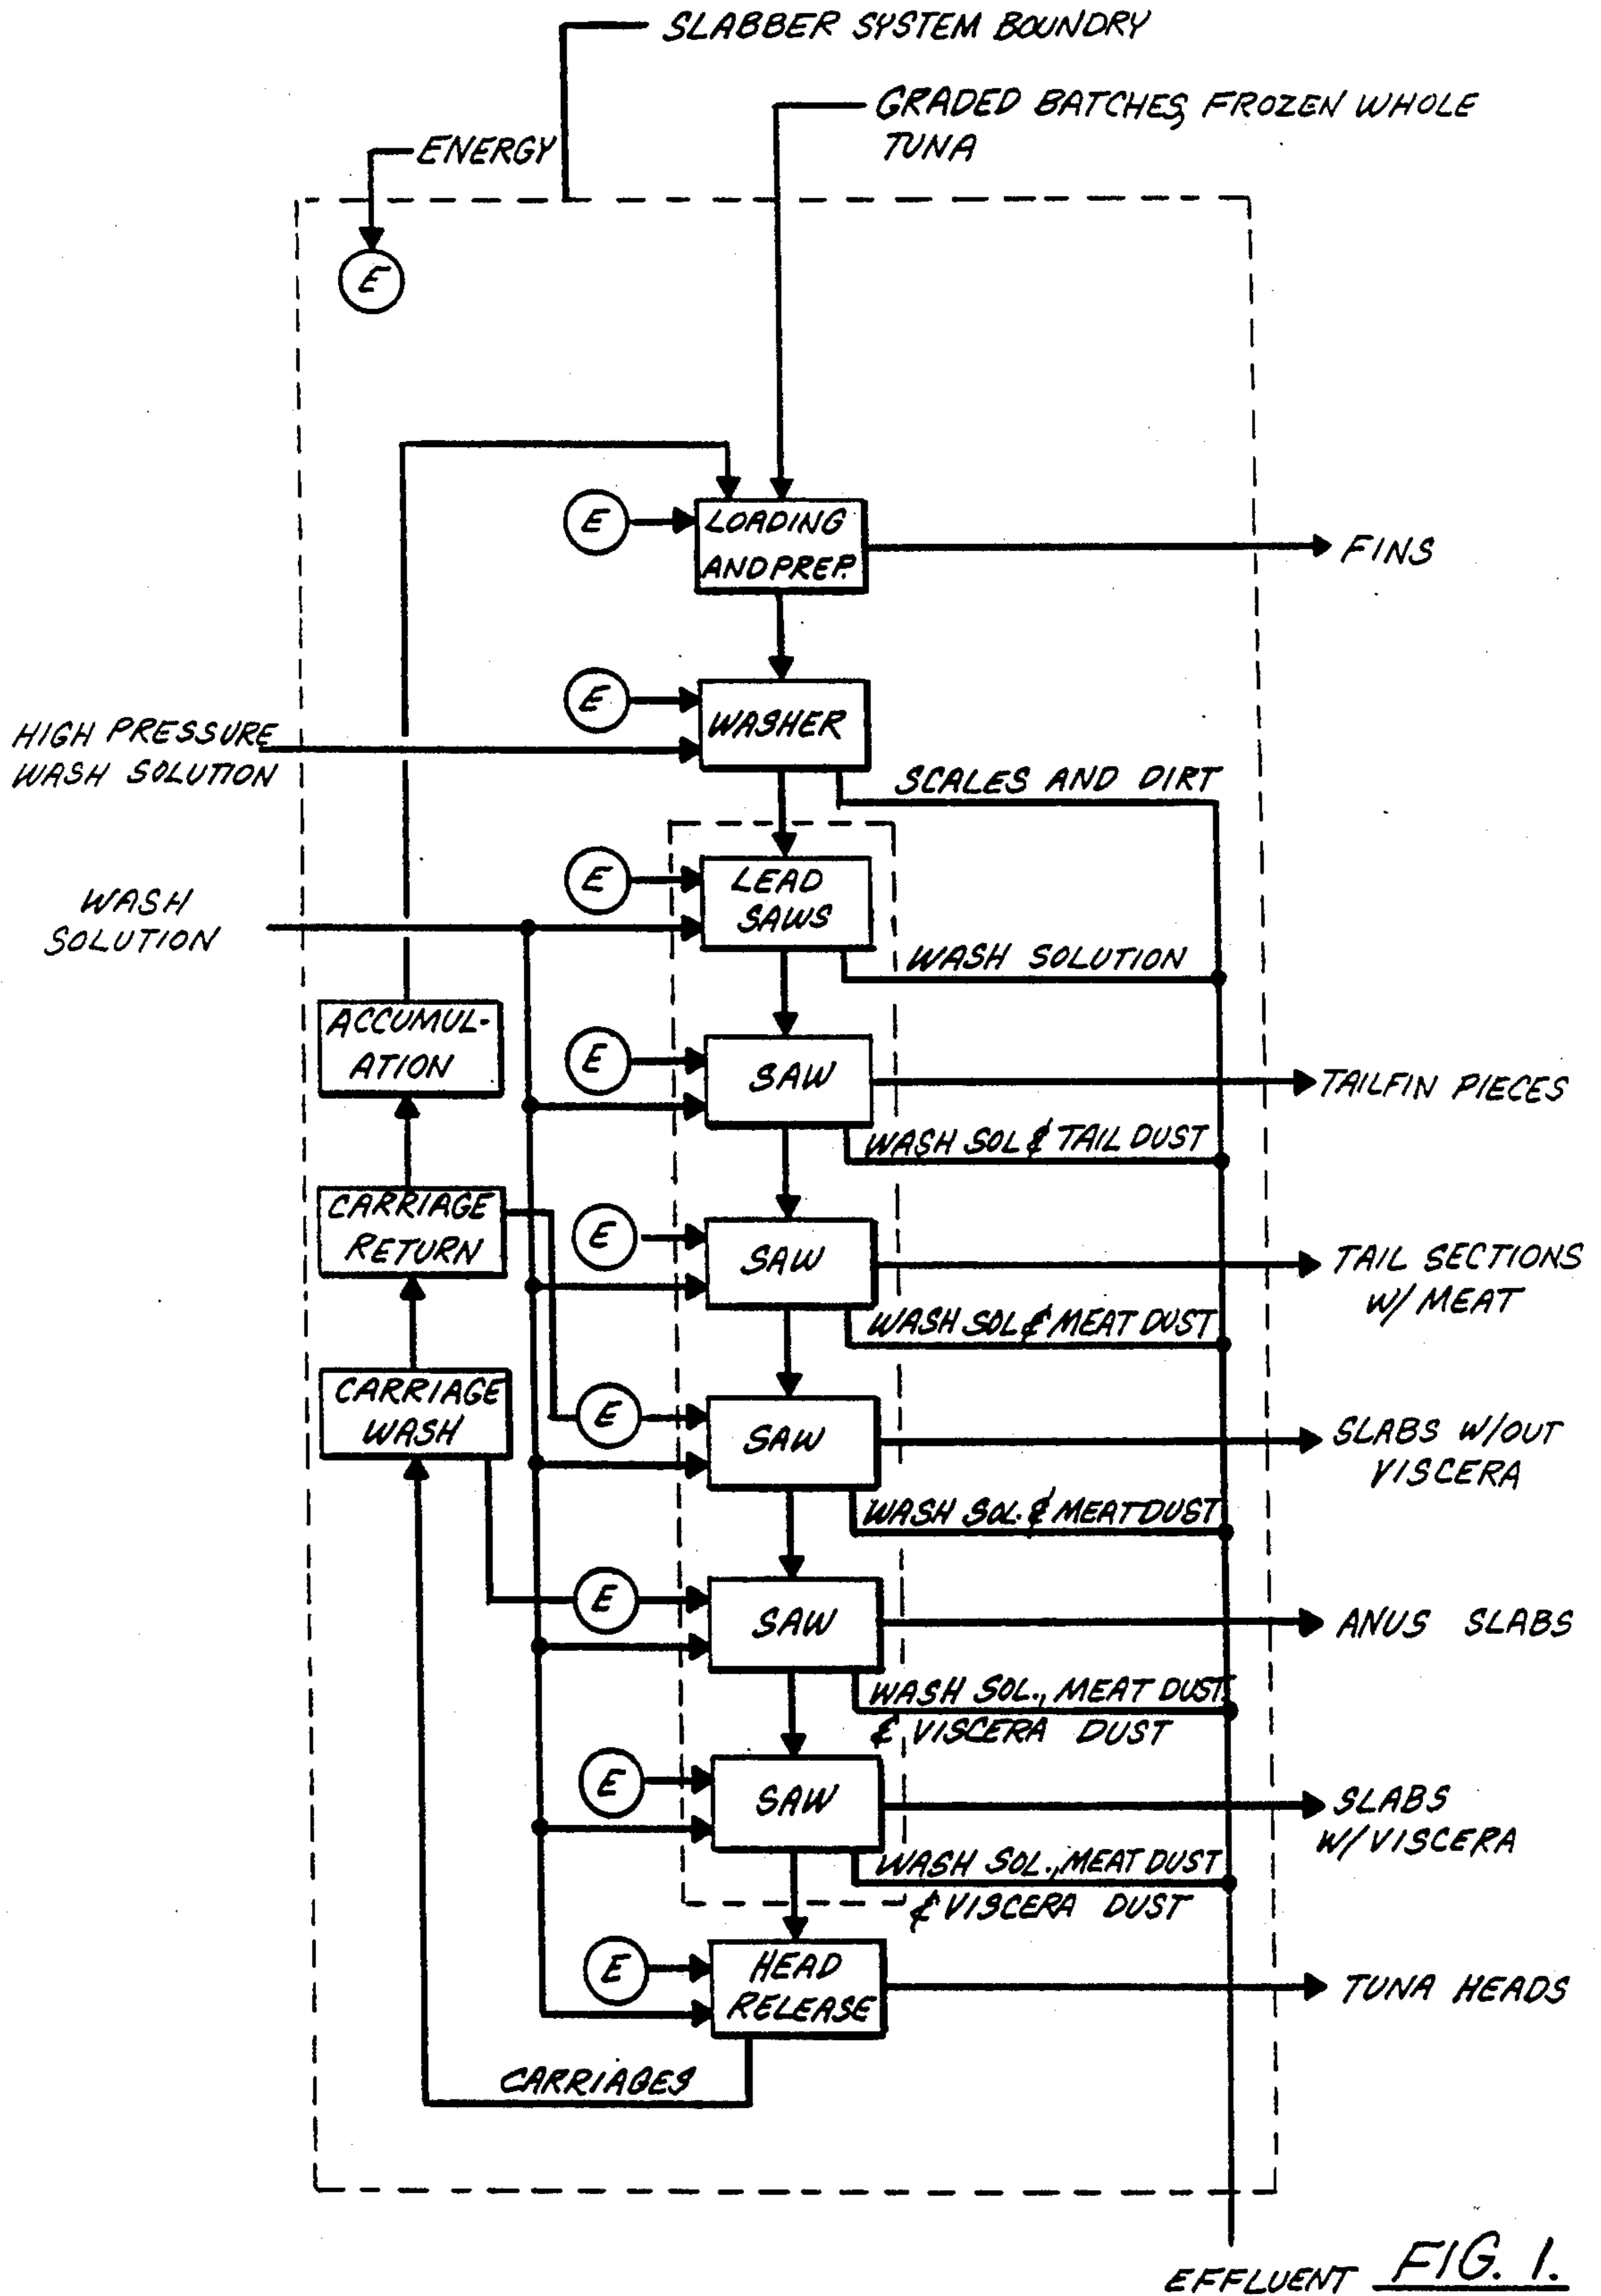 SLABBER SYSTEM BOUNDRY
GRADED BATCHES, FROZEN WHOLE
TUNA
ENERGY
E
E
LOADING
AND PREP.
FINS
E
WASHER
HIGH PRESSURE
WASH SOLUTION
SCALES AND DIRT
E
LEAD
SAWS
WASH
SOLUTION
WASH SOLUTION
ACCUMUL-
ATION
E
SAW
TAILFIN PIECES
WASH SOL & TAIL DUST
CARRIAGE
RETURN
E
SAW
TAIL SECTIONS
W/ MEAT
WASH SOL & MEAT DUST
CARRIAGE
WASH
E
SAW
SLABS W/OUT
VISCERA
WASH SOL. & MEAT DUST
E
SAW
ANUS SLABS
WASH SOL., MEAT DUST
& VISCERA DUST
E
SAW
SLABS
W/VISCERA
WASH SOL., MEAT DUST
& VISCERA DUST
E
HEAD
RELEASE
TUNA HEADS
CARRIAGES
EFFLUENT
FIG. 1.